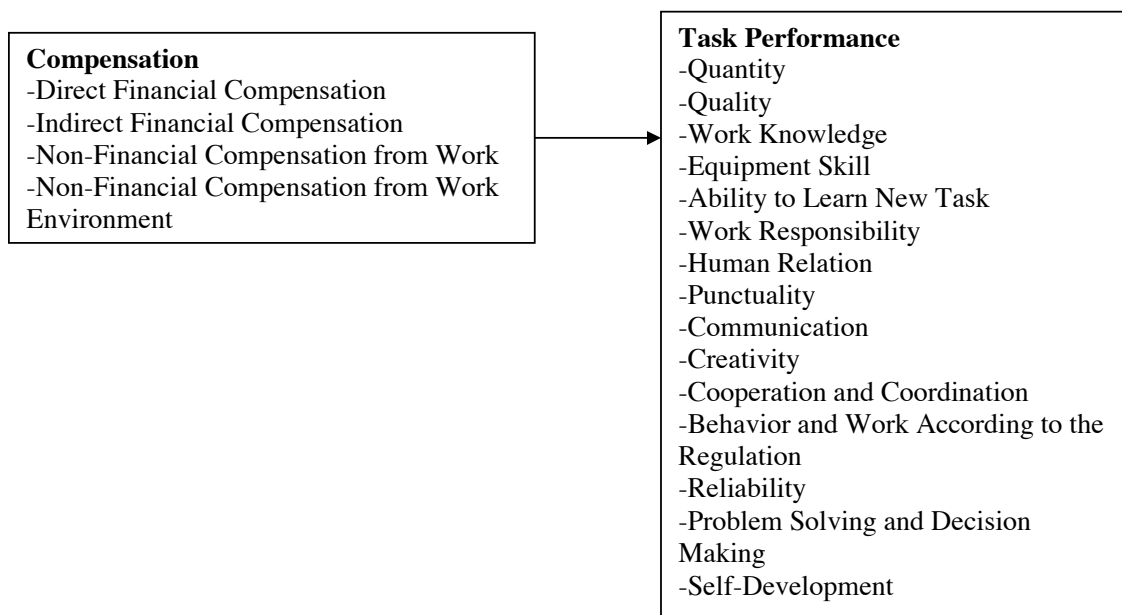 Compensation
-Direct Financial Compensation
-Indirect Financial Compensation
-Non-Financial Compensation from Work
-Non-Financial Compensation from Work
Environment
Task Performance
-Quantity
-Quality
-Work Knowledge
-Equipment Skill
-Ability to Learn New Task
-Work Responsibility
-Human Relation
-Punctuality
-Communication
-Creativity
-Cooperation and Coordination
-Behavior and Work According to the
Regulation
-Reliability
-Problem Solving and Decision
Making
-Self-Development